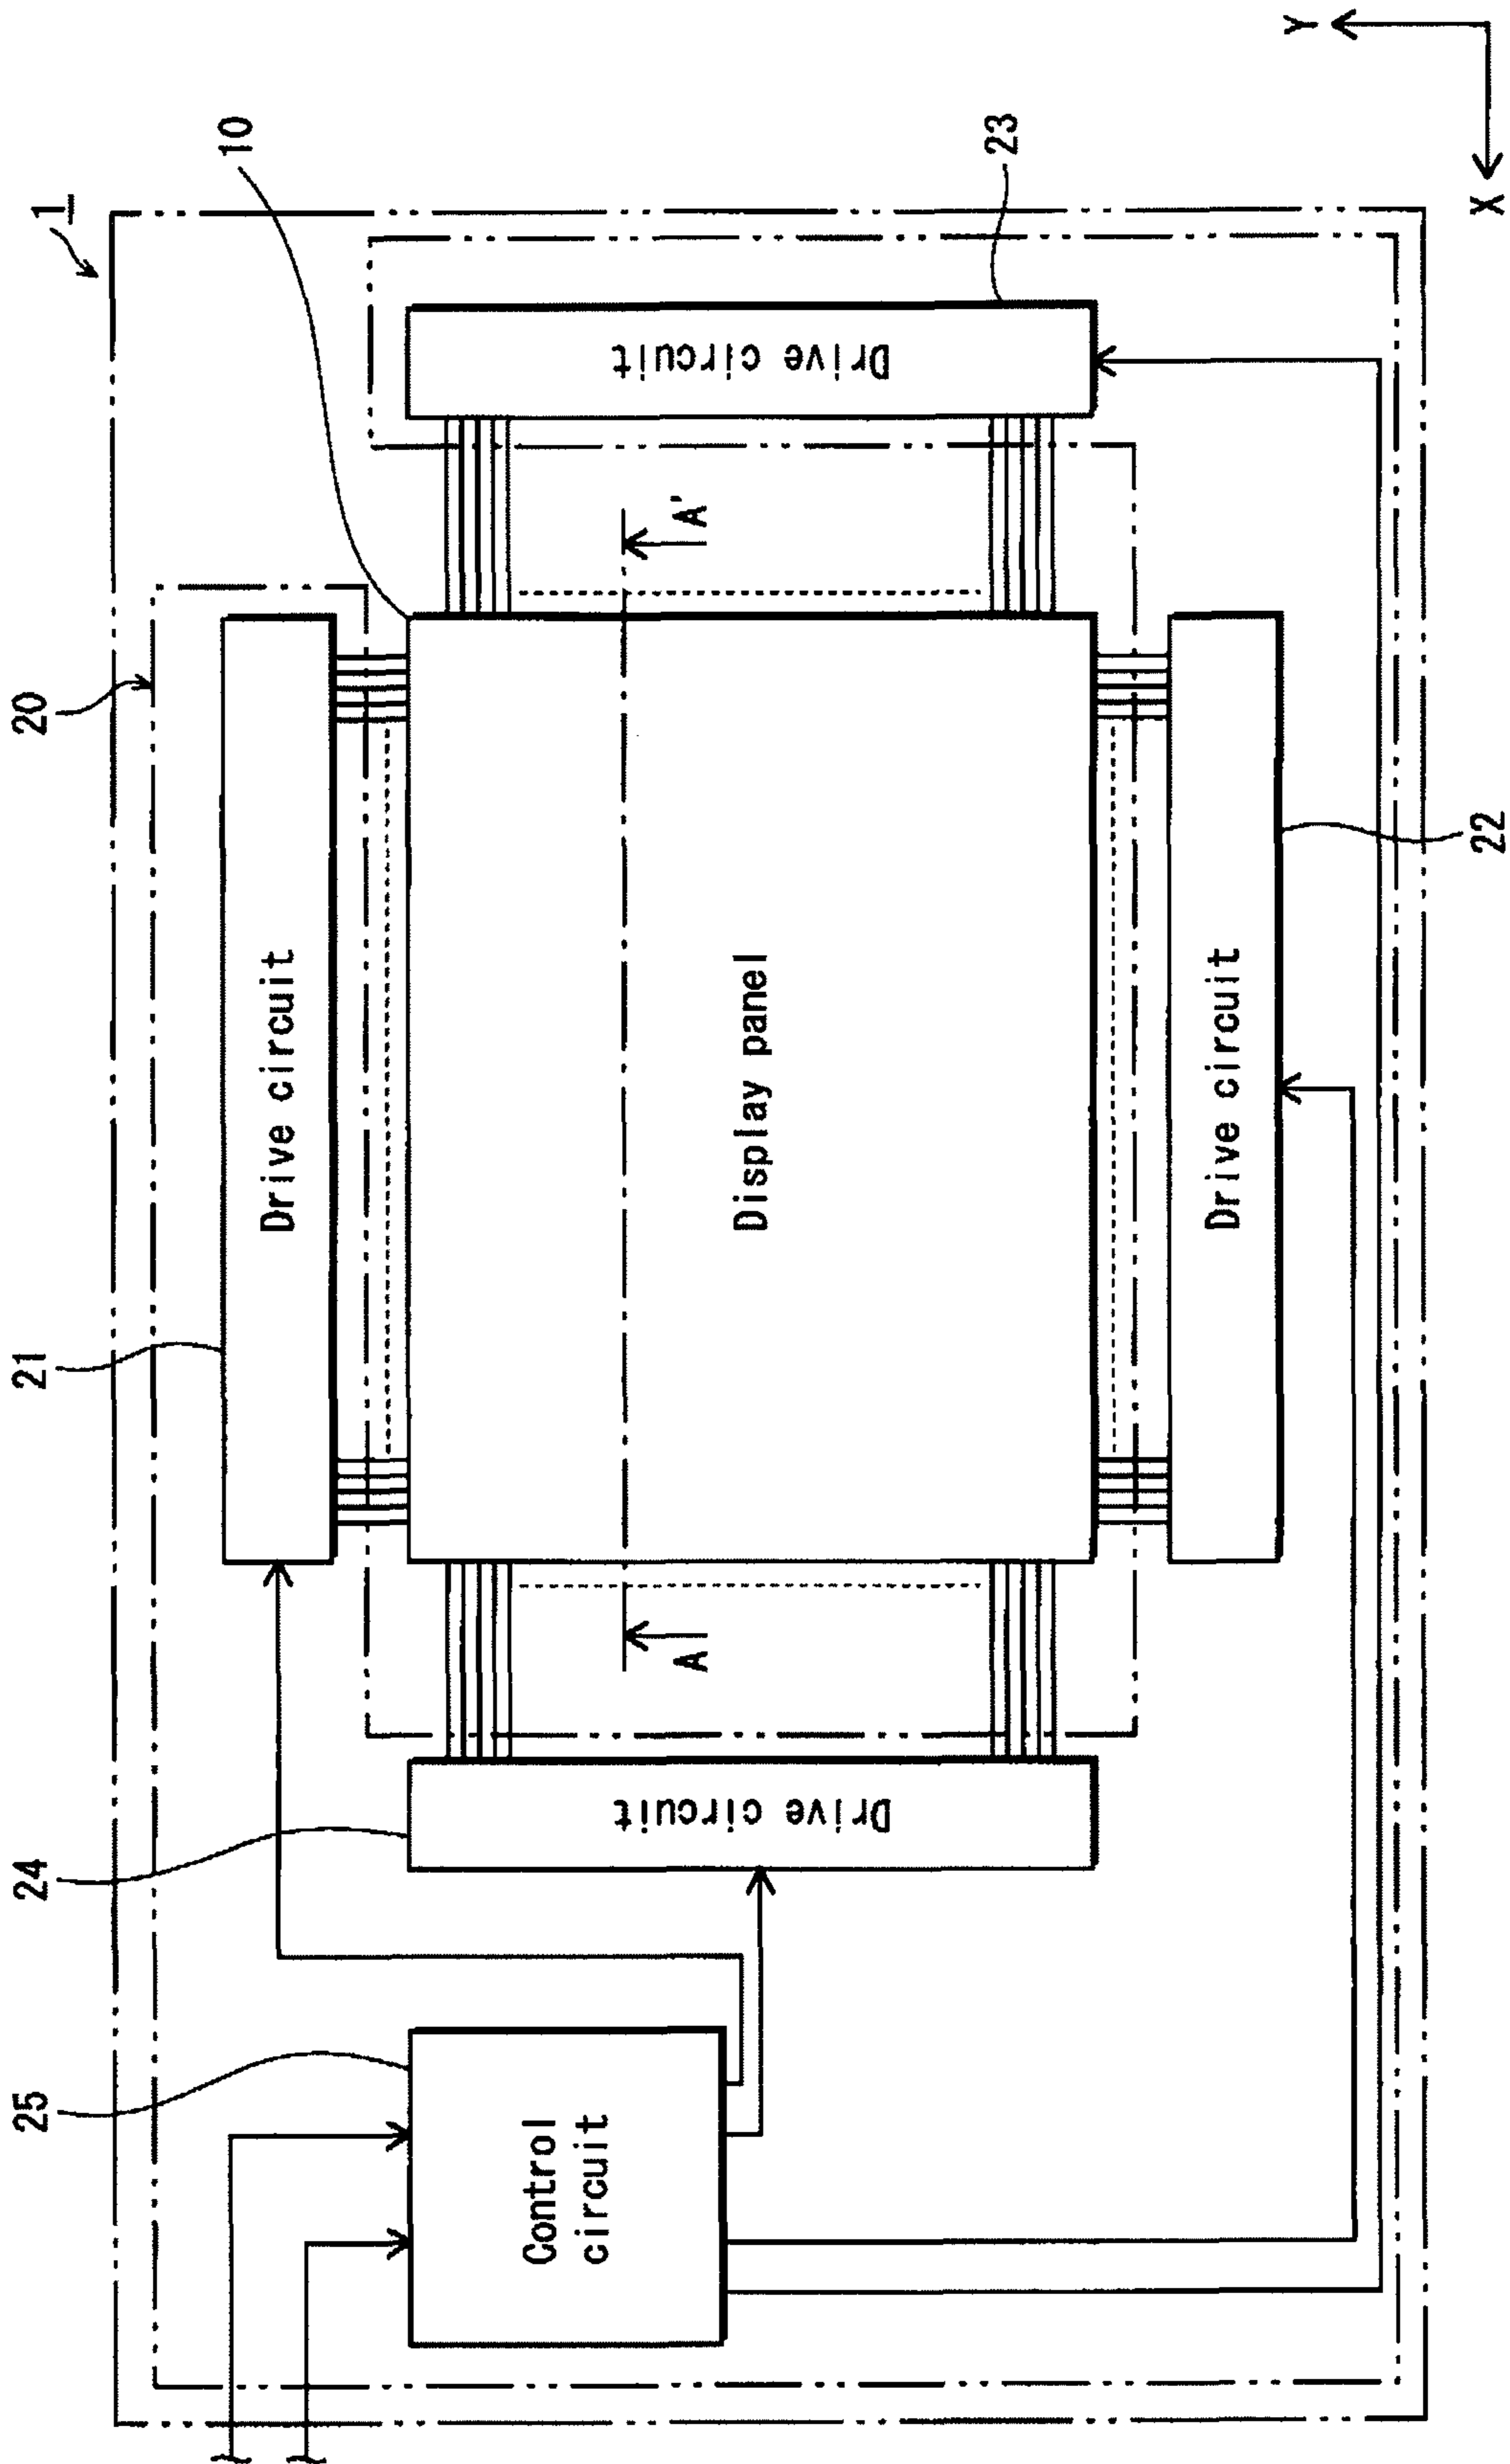 1
10
20
Drive circuit
21
Drive circuit
23
A'
Display panel
A
Drive circuit
24
25
Control
circuit
Drive circuit
22
Y
X